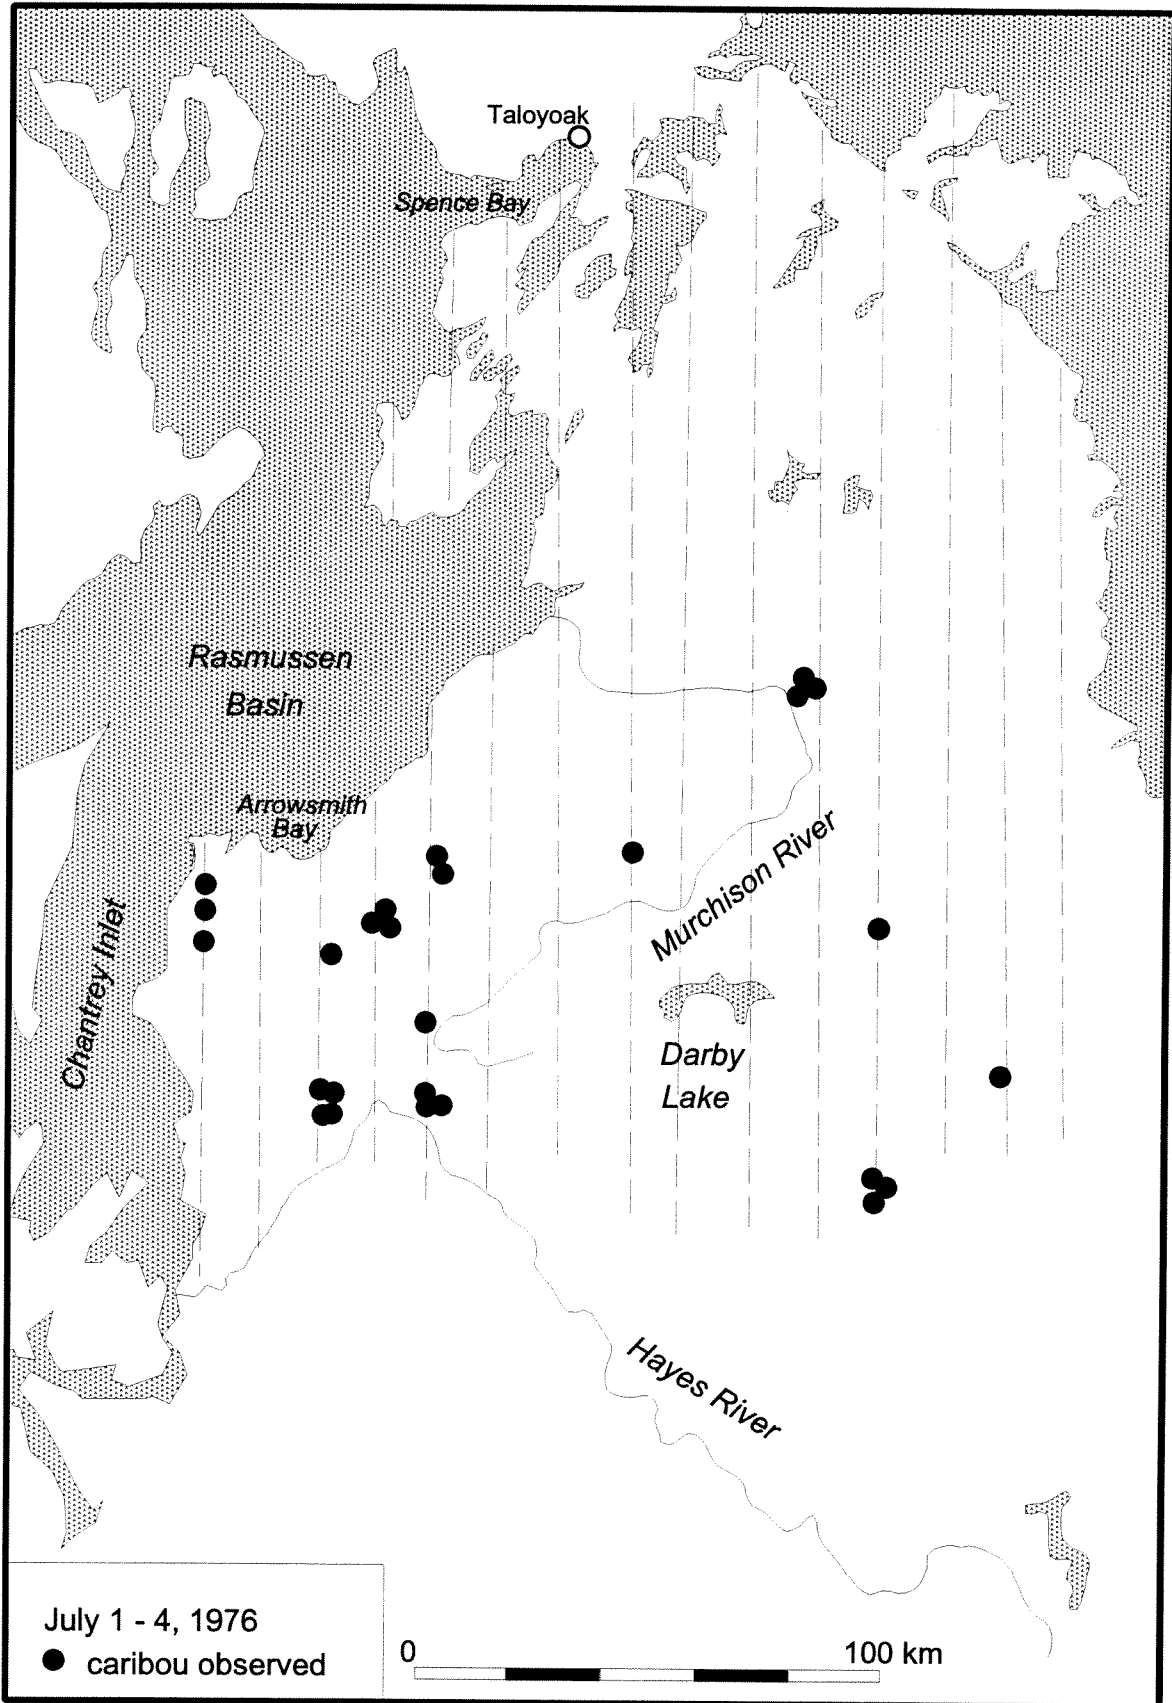 Taloyoak
Spence Bay
Rasmussen
Basin
Arrowsmith
Bay
Chantrey Inlet
Murchison River
Darby
Lake
Hayes River
July 1 - 4, 1976
caribou observed
0
100 km